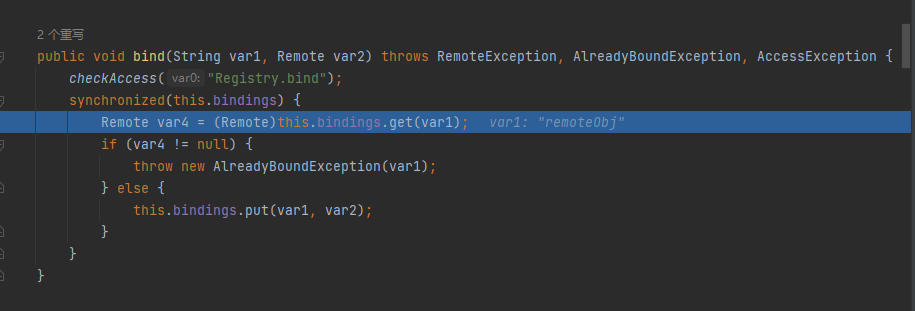 2 个重写
public void bind(String var1, Remote var2) throws RemoteException, AlreadyBoundException, AccessException {
checkAccess( var0: "Registry.bind");
synchronized(this.bindings) {
Remote var4 = (Remote)this.bindings.get(var1); var1: "remoteObj"
if (var4 != null) {
throw new AlreadyBoundException(var1);
} else {
this.bindings.put(var1, var2);
}
}
}